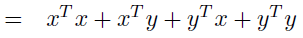 = x^T x + x^T y + y^T x + y^T y